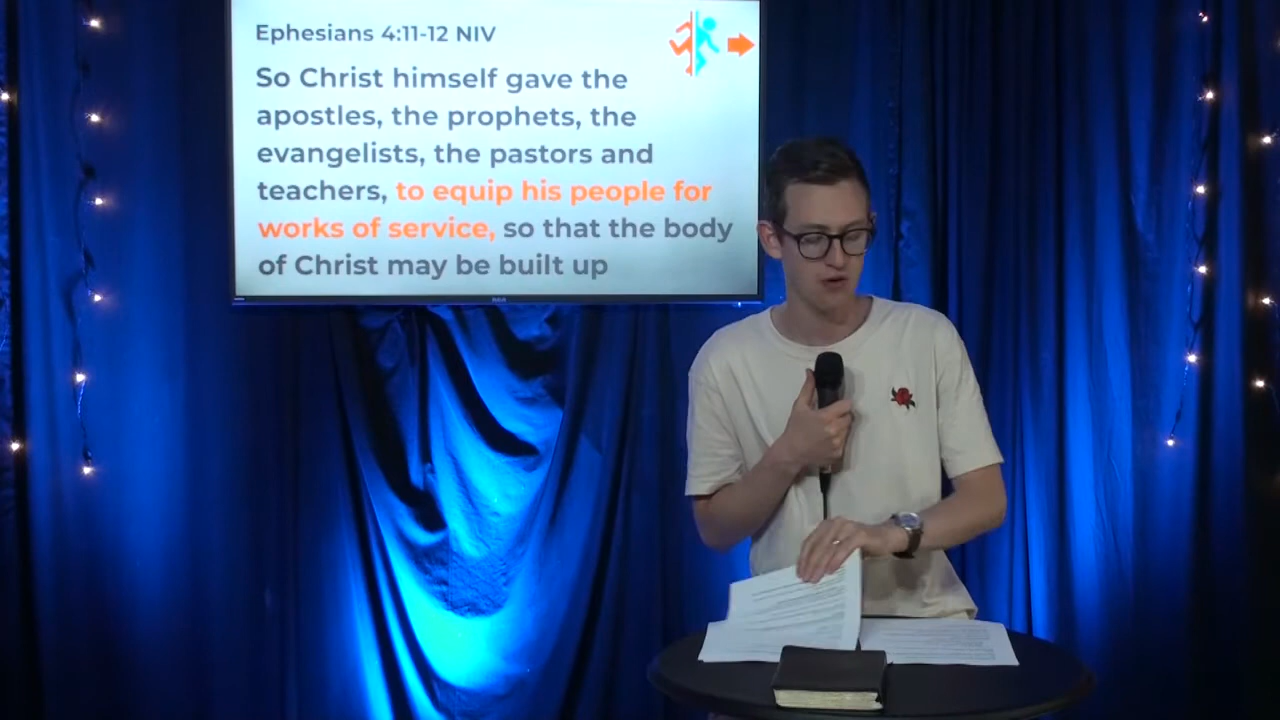 Ephesians 4:11-12 NIV
So Christ himself gave the
apostles, the prophets, the
evangelists, the pastors and
teachers, to equip his people for
works of service, so that the body
of Christ may be built up